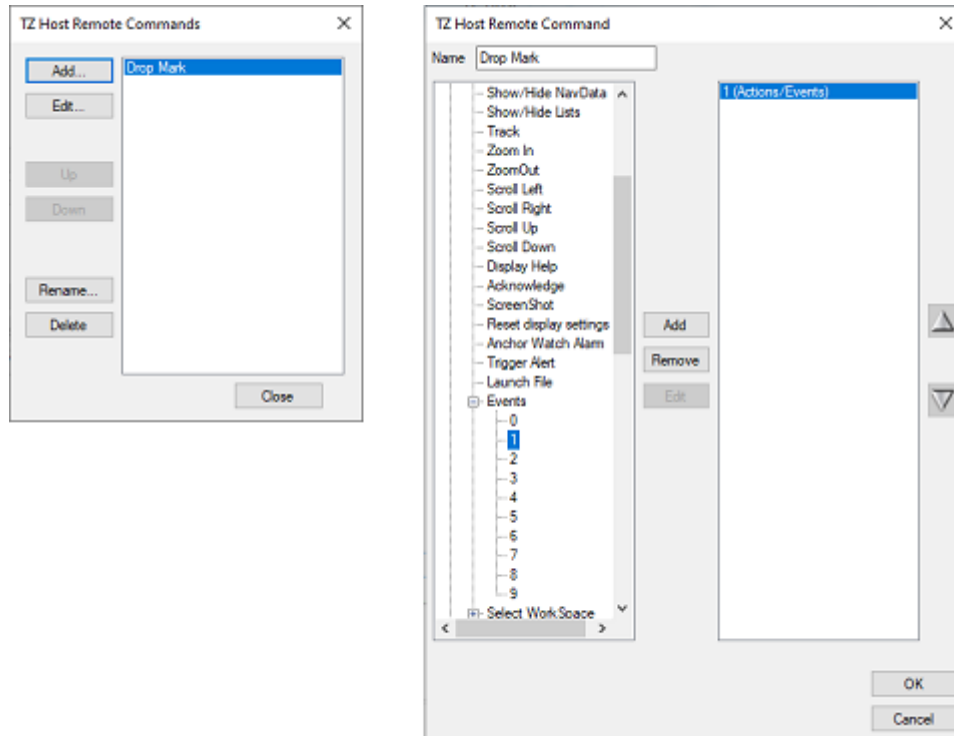 TZ Host Remote Commands
Add...
Drop Mark
Edit...
Up
Down
Rename...
Delete
Close
TZ Host Remote Command
Name Drop Mark
Show/Hide NavData
Show/Hide Lists
Track
Zoom In
ZoomOut
Scroll Left
Scroll Right
Scroll Up
Scroll Down
Display Help
Acknowledge
ScreenShot
Reset display settings
Anchor Watch Alarm
Trigger Alert
Launch File
Events
0
1
2
3
4
5
6
7
8
9
Select WorkSpace
Add
Remove
Edit
1 (Actions/Events)
OK
Cancel